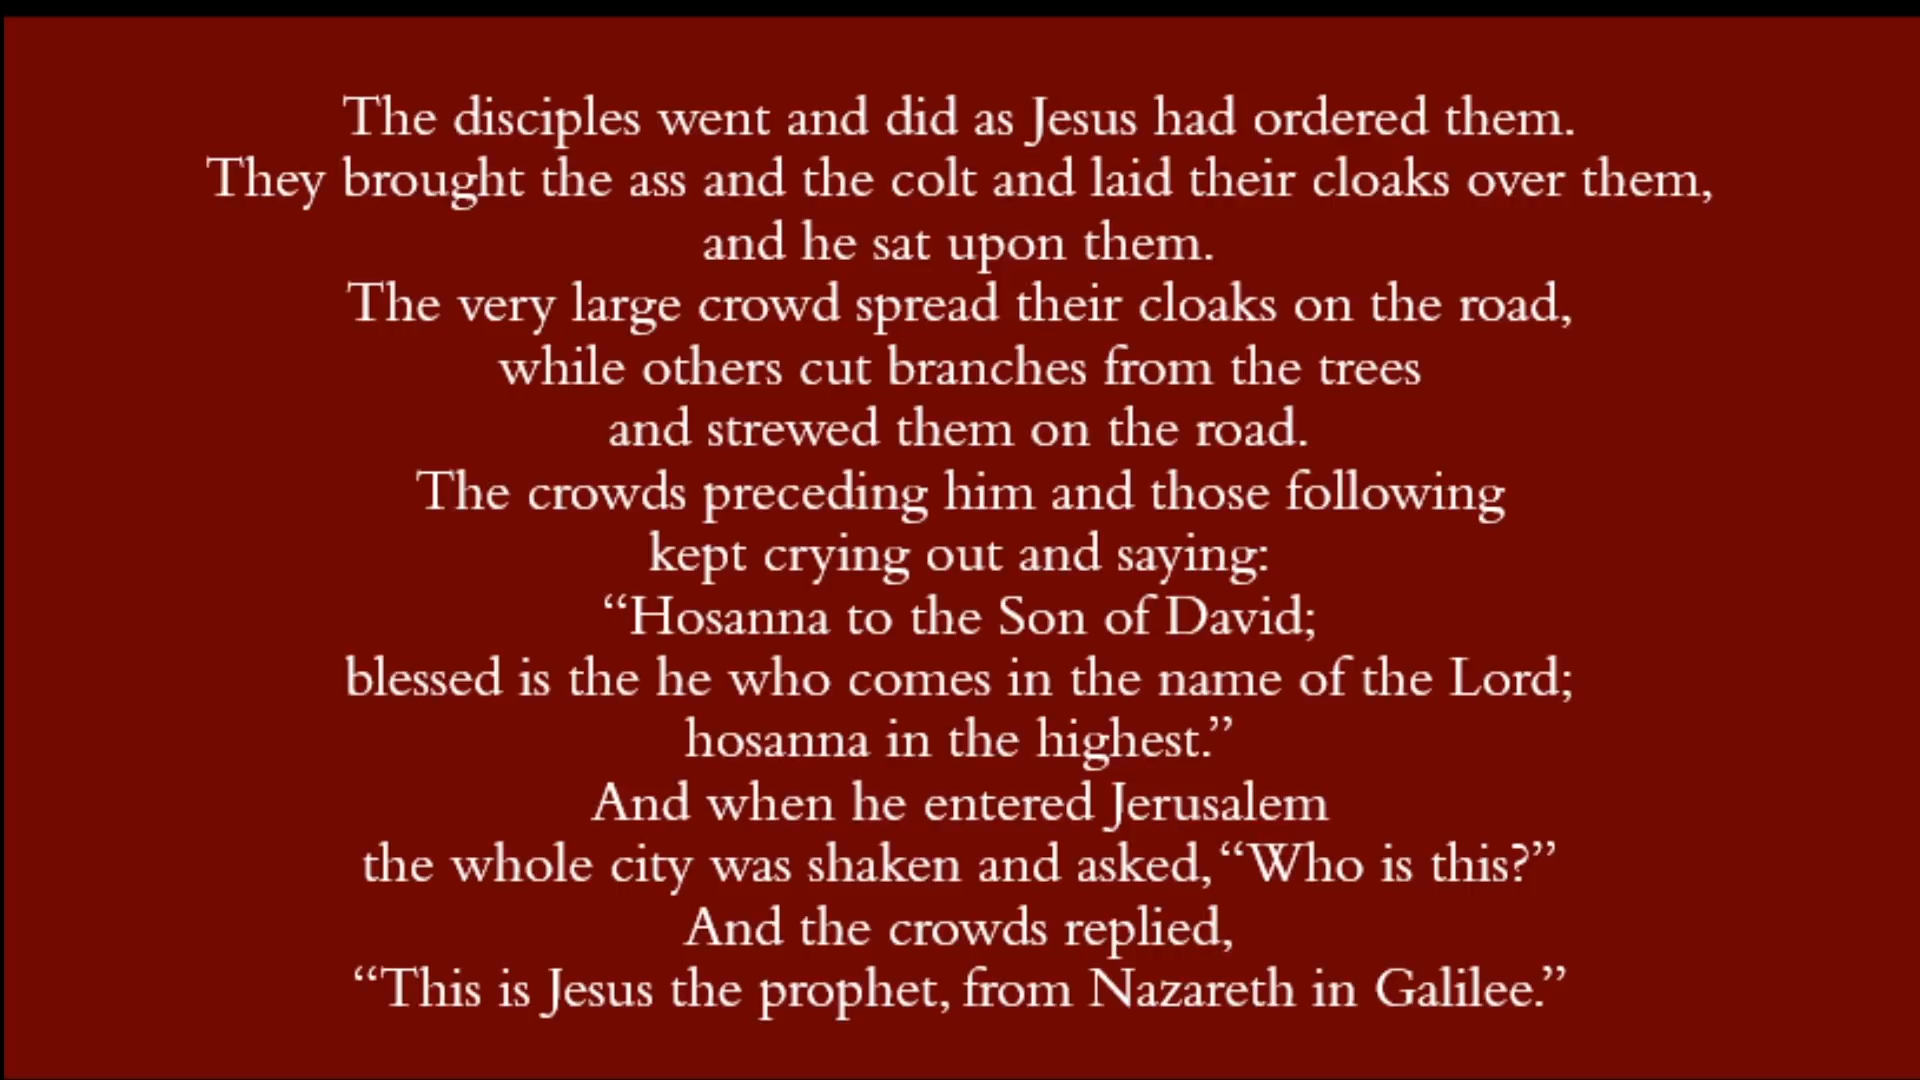 The disciples went and did as Jesus had ordered them.
They brought the ass and the colt and laid their cloaks over them,
and he sat upon them.
The very large crowd spread their cloaks on the road,
while others cut branches from the trees
and strewed them on the road.
The crowds preceding him and those following
kept crying out and saying:
“Hosanna to the Son of David;
blessed is the he who comes in the name of the Lord;
hosanna in the highest.”
And when he entered Jerusalem
the whole city was shaken and asked, “Who is this?”
And the crowds replied,
“This is Jesus the prophet, from Nazareth in Galilee.”